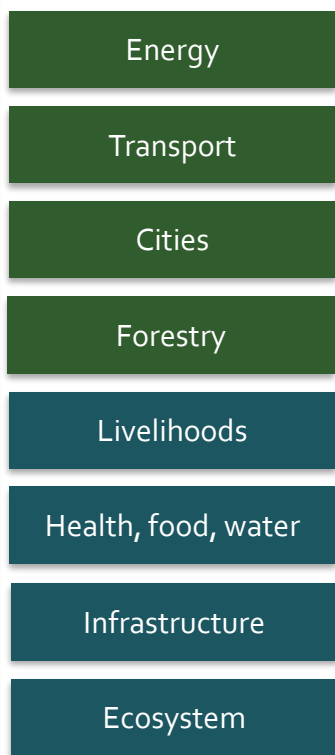 Energy
Transport
Cities
Forestry
Livelihoods
Health, food, water
Infrastructure
Ecosystem